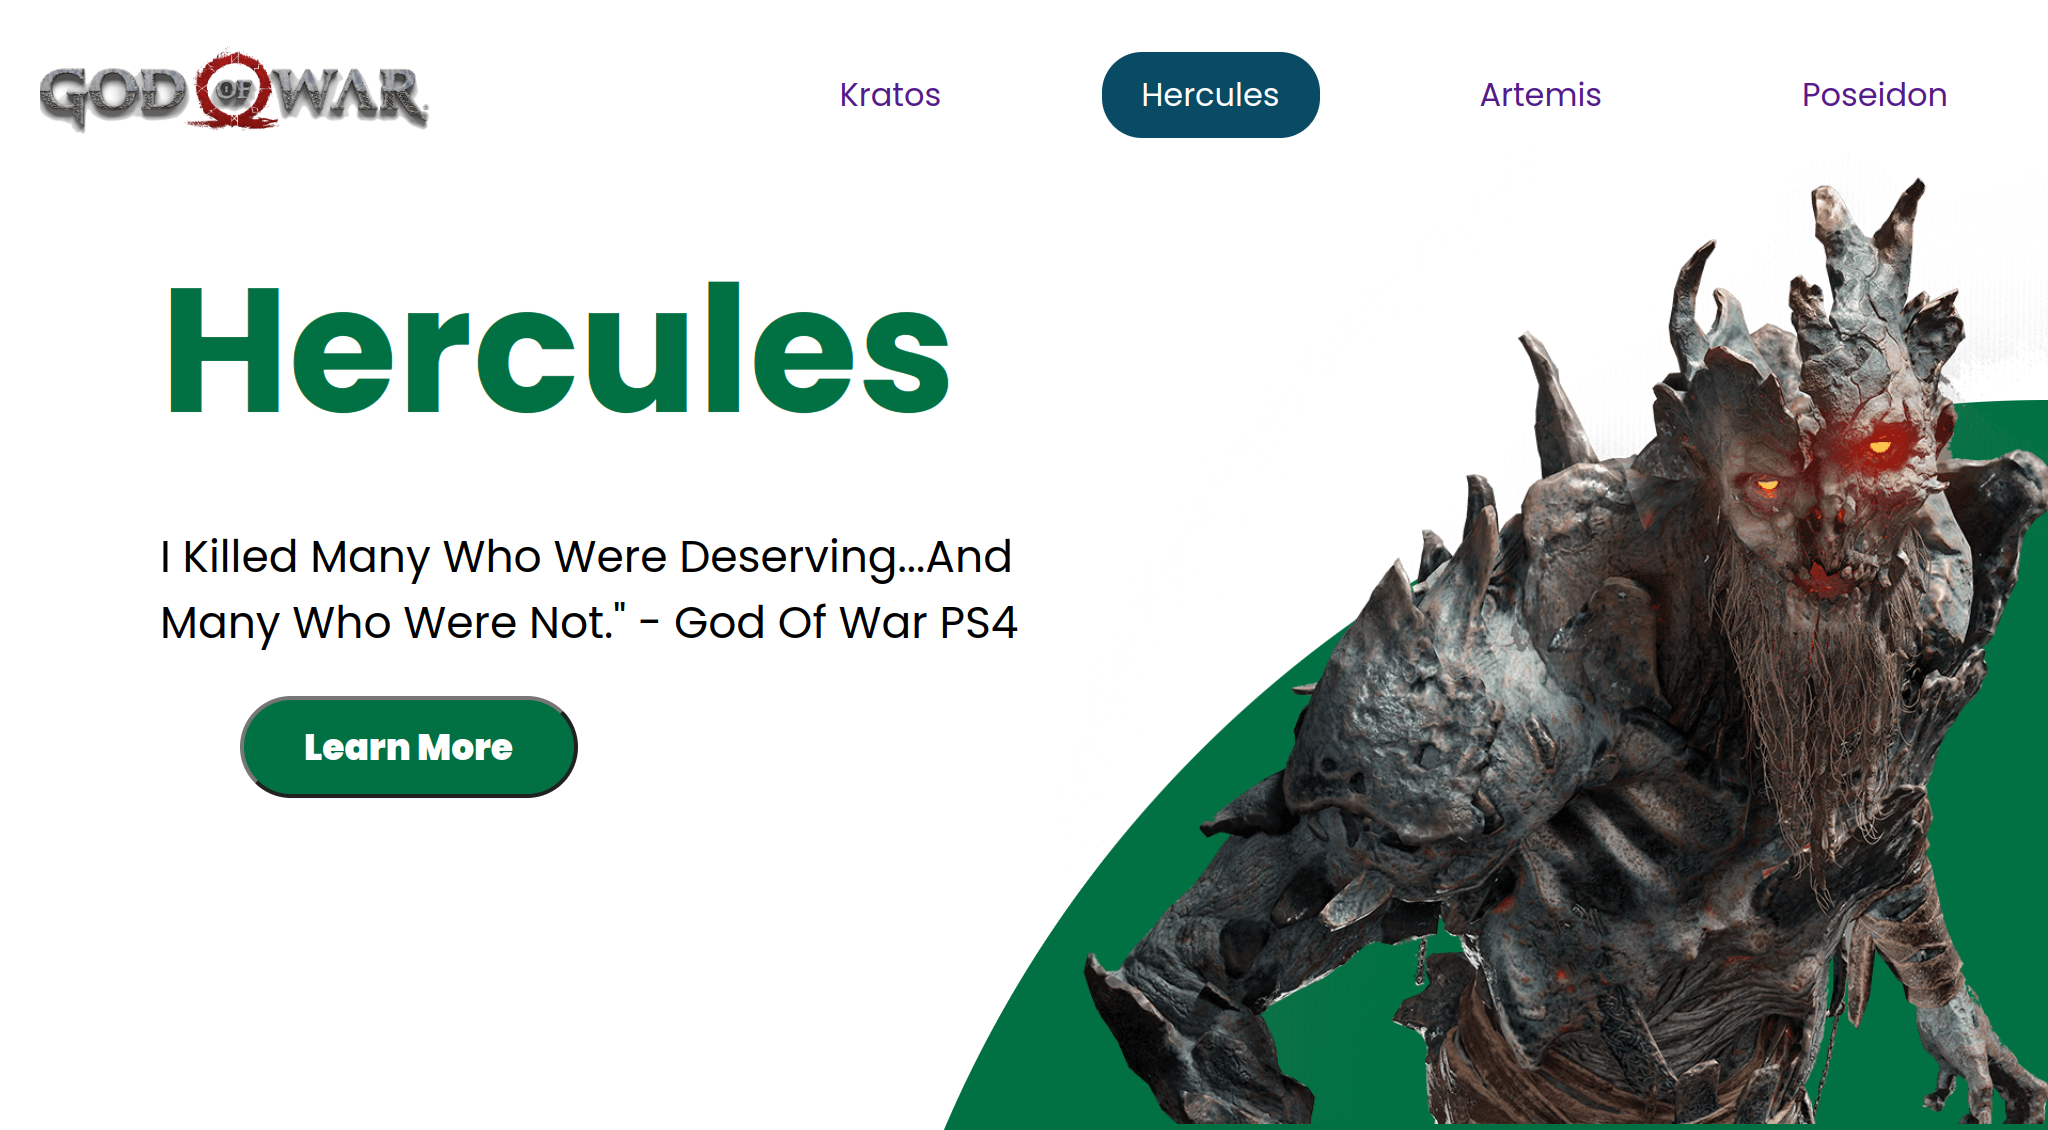 GOD OF WAR
Kratos
Hercules
Artemis
Poseidon
Hercules
I Killed Many Who Were Deserving...And
Many Who Were Not." - God Of War PS4
Learn More